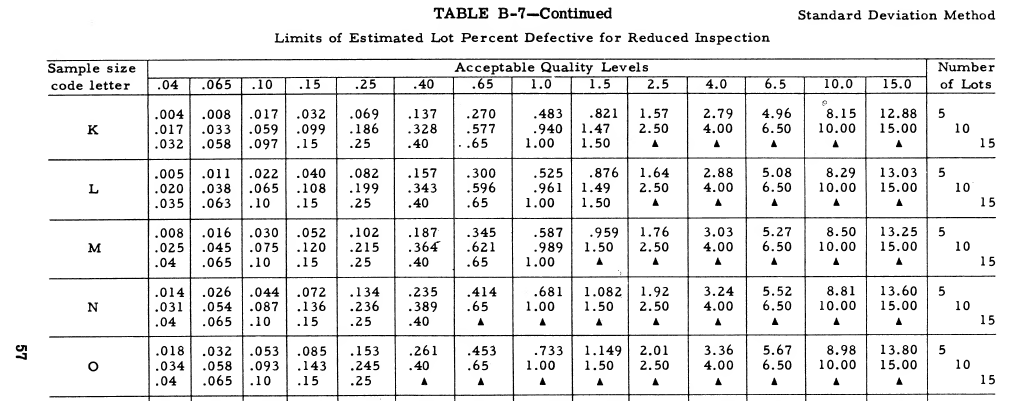 TABLE B-7—Continued Standard Deviation Method
Limits of Estimated Lot Percent Defective for Reduced Inspection
Sample size Acceptable Quality Levels Number
code letter .04 .065 .10 .15 .25 .40 .65 1.0 1.5 2.5 4.0 6.5 10.0 15.0 of Lots
.004 .008 .017 .032 .069 .137 .270 .483 .821 1.57 2.79 4.96 8.15 12.88 5
K .017 .033 .059 .099 .186 .328 .577 .940 1.47 2.50 4.00 6.50 10.00 15.00 10
.032 .058 .097 .15 .25 .40 .65 1.00 1.50 ▲ ▲ ▲ ▲ ▲ 15
.005 .011 .022 .040 .082 .157 .300 .525 .876 1.64 2.88 5.08 8.29 13.03 5
L .020 .038 .065 .108 .199 .343 .596 .961 1.49 2.50 4.00 6.50 10.00 15.00 10
.035 .063 .10 .15 .25 .40 .65 1.00 1.50 ▲ ▲ ▲ ▲ ▲ 15
.008 .016 .030 .052 .102 .187 .345 .587 .959 1.76 3.03 5.27 8.50 13.25 5
M .025 .045 .075 .120 .215 .364 .621 .989 1.50 2.50 4.00 6.50 10.00 15.00 10
.04 .065 .10 .15 .25 .40 .65 1.00 ▲ ▲ ▲ ▲ ▲ ▲ 15
.014 .026 .044 .072 .134 .235 .414 .681 1.082 1.92 3.24 5.52 8.81 13.60 5
N .031 .054 .087 .136 .236 .389 .65 1.00 1.50 2.50 4.00 6.50 10.00 15.00 10
.04 .065 .10 .15 .25 .40 ▲ ▲ ▲ ▲ ▲ ▲ ▲ ▲ 15
.018 .032 .053 .085 .153 .261 .453 .733 1.149 2.01 3.36 5.67 8.98 13.80 5
O .034 .058 .093 .143 .245 .40 .65 1.00 1.50 2.50 4.00 6.50 10.00 15.00 10
.04 .065 .10 .15 .25 ▲ ▲ ▲ ▲ ▲ ▲ ▲ ▲ ▲ 15
57